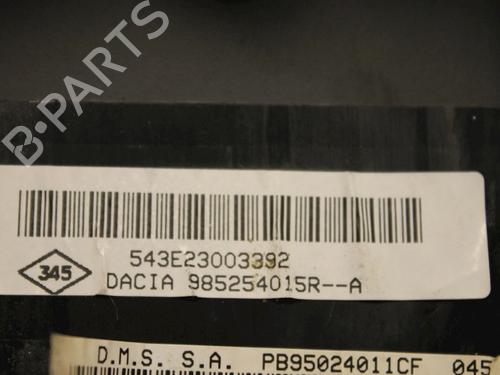 B-PARTS
543E23003392
345
DACIA 985254015R--A
D.M.S. S.A. PB95024011CF 045